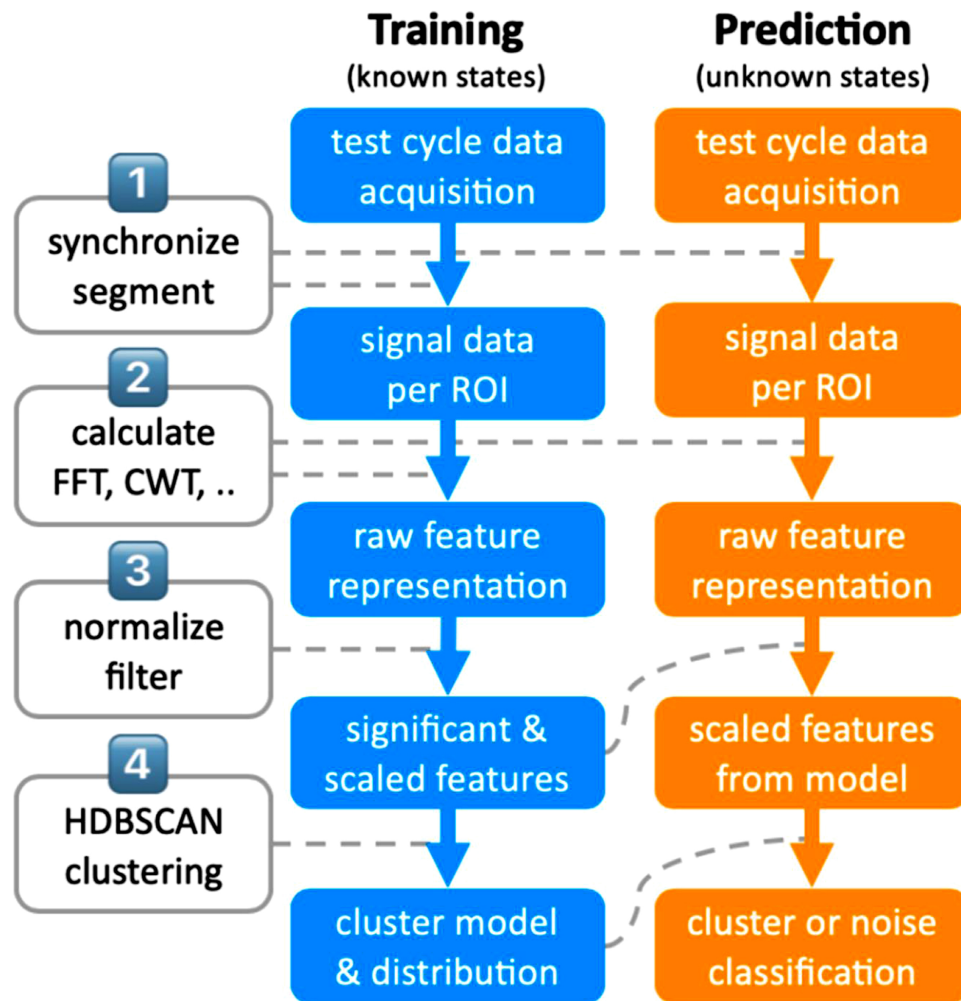 Training
(known states)
Prediction
(unknown states)
1
synchronize
segment
2
calculate
FFT, CWT, ..
3
normalize
filter
4
HDBSCAN
clustering
test cycle data
acquisition
signal data
per ROI
raw feature
representation
significant &
scaled features
cluster model
& distribution
test cycle data
acquisition
signal data
per ROI
raw feature
representation
scaled features
from model
cluster or noise
classification